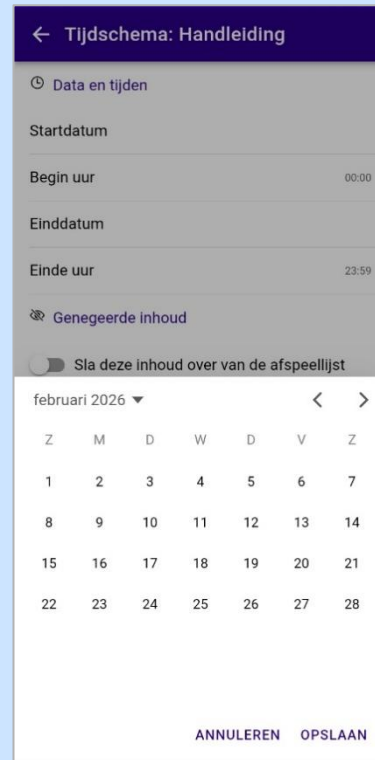 Tijdschema: Handleiding
Data en tijden
Startdatum
Begin uur 00:00
Einddatum
Einde uur 23:59
Genegeerde inhoud
Sla deze inhoud over van de afspeellijst
februari 2026
Z M D W D V Z
1 2 3 4 5 6 7
8 9 10 11 12 13 14
15 16 17 18 19 20 21
22 23 24 25 26 27 28
ANNULEREN OPSLAAN